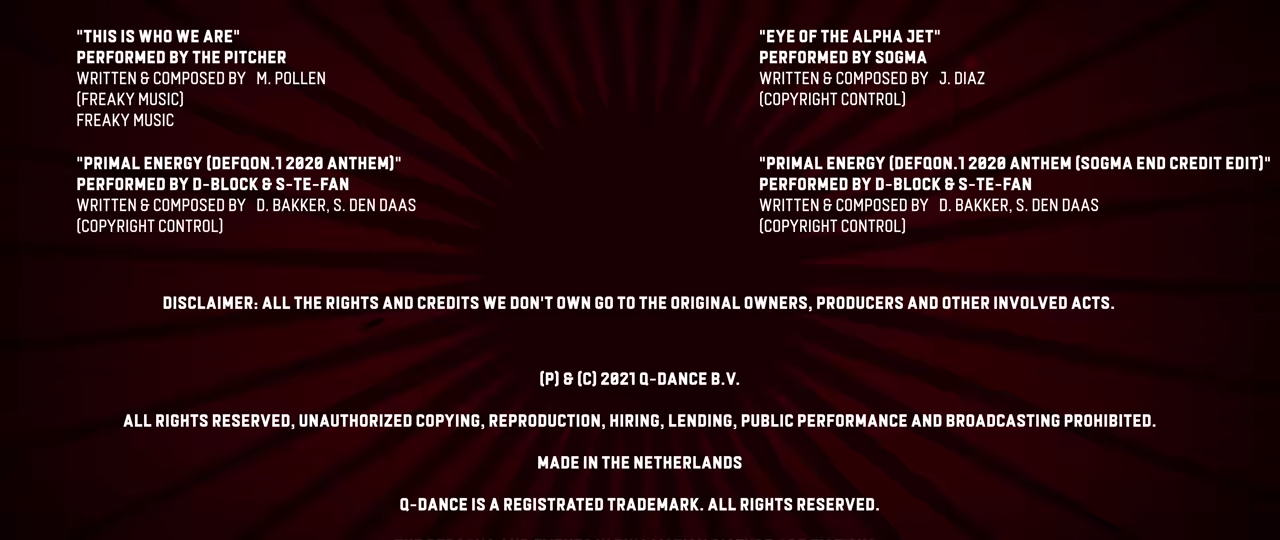 "THIS IS WHO WE ARE"
PERFORMED BY THE PITCHER
WRITTEN & COMPOSED BY M. POLLEN
(FREAKY MUSIC)
FREAKY MUSIC
"EYE OF THE ALPHA JET"
PERFORMED BY SOGMA
WRITTEN & COMPOSED BY J. DIAZ
(COPYRIGHT CONTROL)
"PRIMAL ENERGY (DEFQON.1 2020 ANTHEM)"
PERFORMED BY D-BLOCK & S-TE-FAN
WRITTEN & COMPOSED BY D. BAKKER, S. DEN DAAS
(COPYRIGHT CONTROL)
"PRIMAL ENERGY (DEFQON.1 2020 ANTHEM (SOGMA END CREDIT EDIT)"
PERFORMED BY D-BLOCK & S-TE-FAN
WRITTEN & COMPOSED BY D. BAKKER, S. DEN DAAS
(COPYRIGHT CONTROL)
DISCLAIMER: ALL THE RIGHTS AND CREDITS WE DON'T OWN GO TO THE ORIGINAL OWNERS, PRODUCERS AND OTHER INVOLVED ACTS.
(P) & (C) 2021 Q-DANCE B.V.
ALL RIGHTS RESERVED, UNAUTHORIZED COPYING, REPRODUCTION, HIRING, LENDING, PUBLIC PERFORMANCE AND BROADCASTING PROHIBITED.
MADE IN THE NETHERLANDS
Q-DANCE IS A REGISTRATED TRADEMARK. ALL RIGHTS RESERVED.